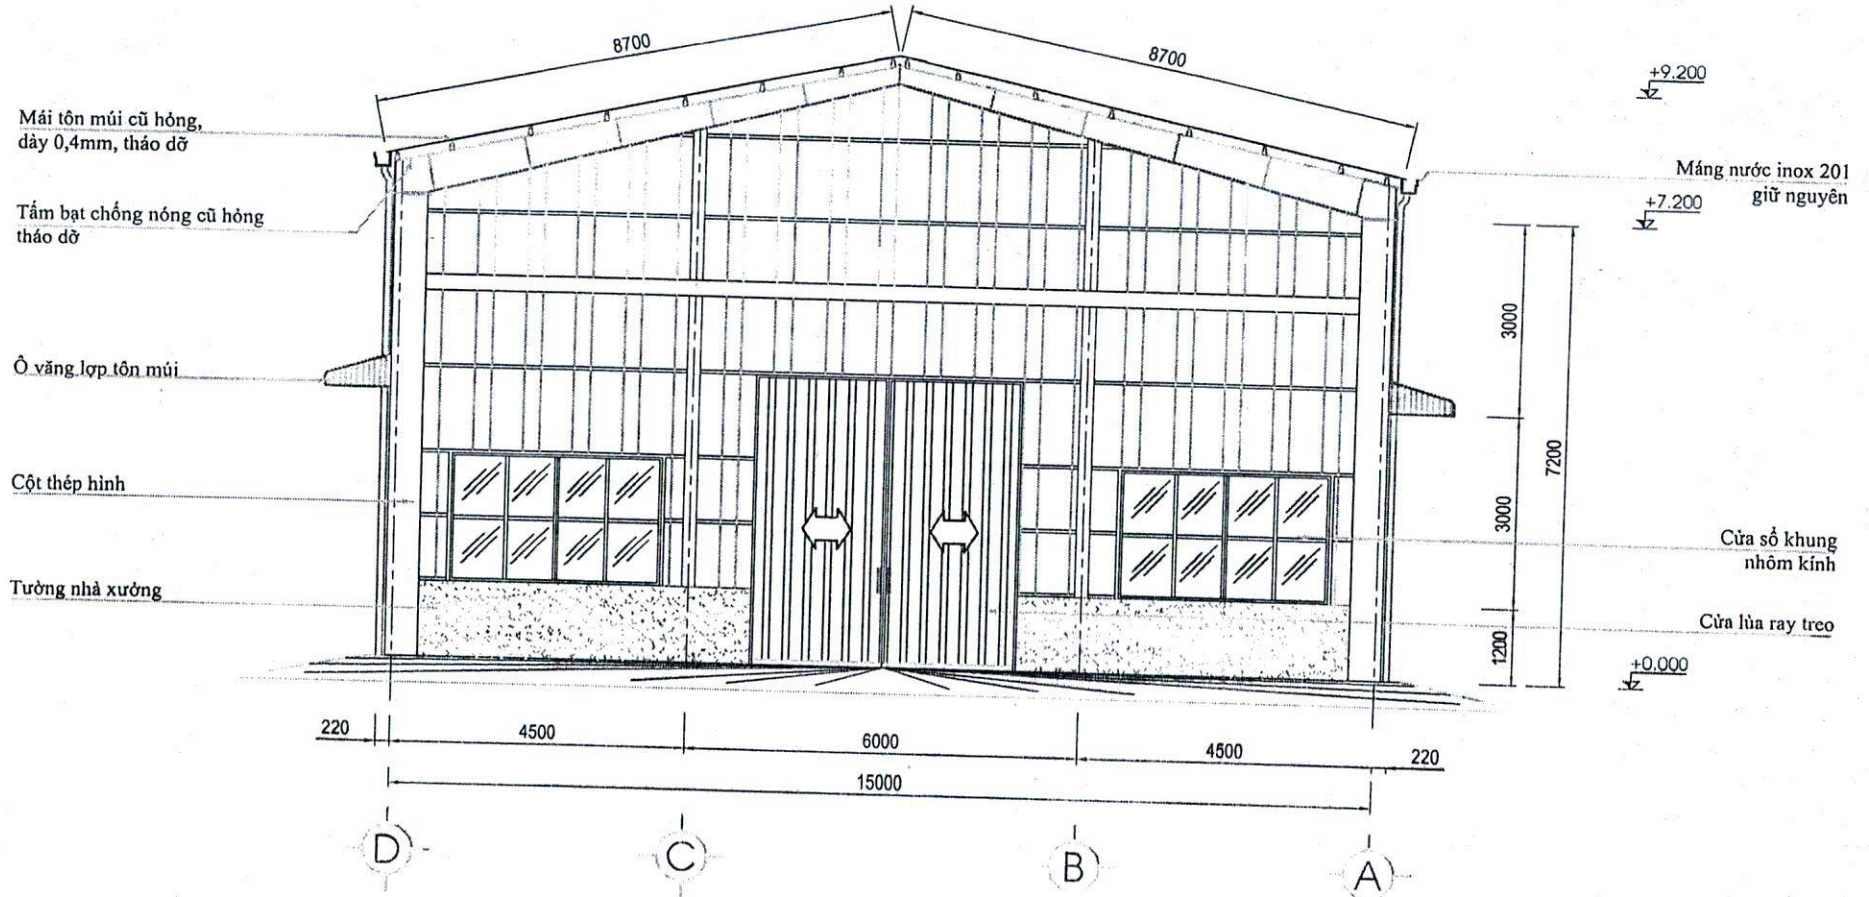 8700
8700
+9.200
Mái tôn múi cũ hỏng,
dày 0,4mm, tháo dỡ
Máng nước inox 201
giữ nguyên
+7.200
Tấm bạt chống nóng cũ hỏng
tháo dỡ
3000
Ô văng lợp tôn múi
7200
Cột thép hình
3000
Cửa sổ khung
nhôm kính
Tường nhà xưởng
Cửa lùa ray treo
1200
+0.000
220
4500
6000
4500
220
15000
D
C
B
A